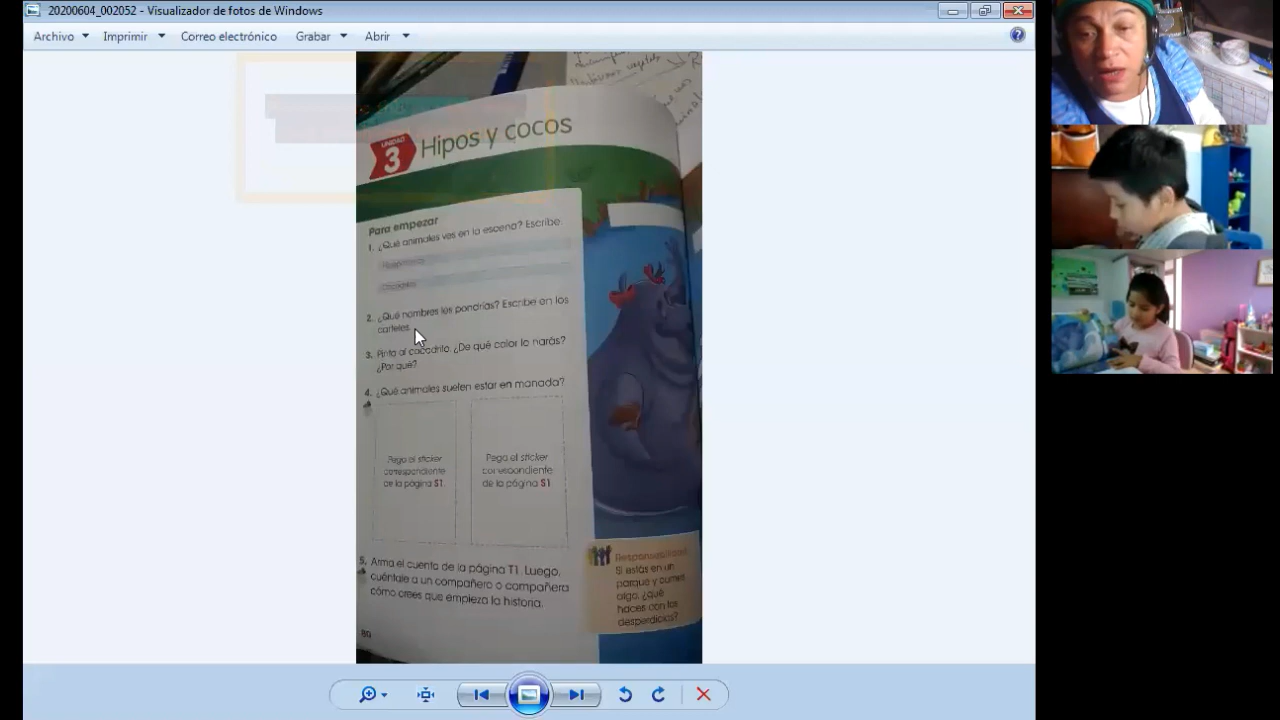 20200604_002052 - Visualizador de fotos de Windows
Archivo Imprimir Correo electrónico Grabar Abrir
UNIDAD
3
Hipos y cocos
Para empezar
1. ¿Qué animales ves en la escena? Escribe.
2. ¿Qué nombres les pondrías? Escribe en los
carteles.
3. Pinta al cocodrilo. ¿De qué color lo harás?
¿Por qué?
4. ¿Qué animales suelen estar en manada?
Pega el sticker
correspondiente
de la página S1.
Pega el sticker
correspondiente
de la página S1
5. Arma el cuento de la página T1. Luego,
cuéntale a un compañero o compañera
cómo crees que empieza la historia.
80
Responsabilidad
Si estás en un
parque y comes
algo, ¿qué
haces con los
desperdicios?